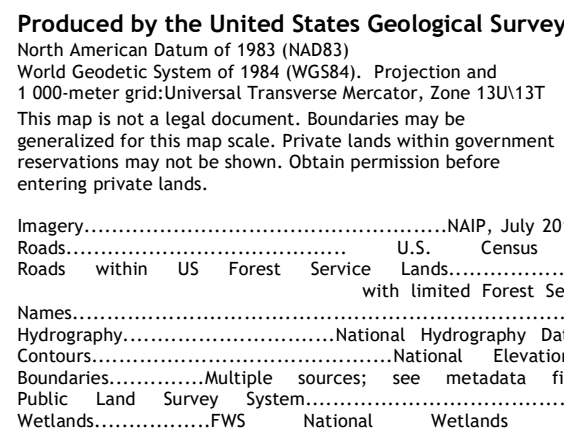 Produced by the United States Geological Survey
North American Datum of 1983 (NAD83)
World Geodetic System of 1984 (WGS84). Projection and
1 000-meter grid:Universal Transverse Mercator, Zone 13U\13T
This map is not a legal document. Boundaries may be
generalized for this map scale. Private lands within government
reservations may not be shown. Obtain permission before
entering private lands.
Imagery.....................................................NAIP, July
Roads......................................... U.S. Census
Roads within US Forest Service Lands.................
with limited Forest
Names........................................................................
Hydrography...............................National Hydrography
Contours............................................National
Boundaries..............Multiple sources; see metadata
Public Land Survey System......................................
Wetlands.................FWS National Wetlands